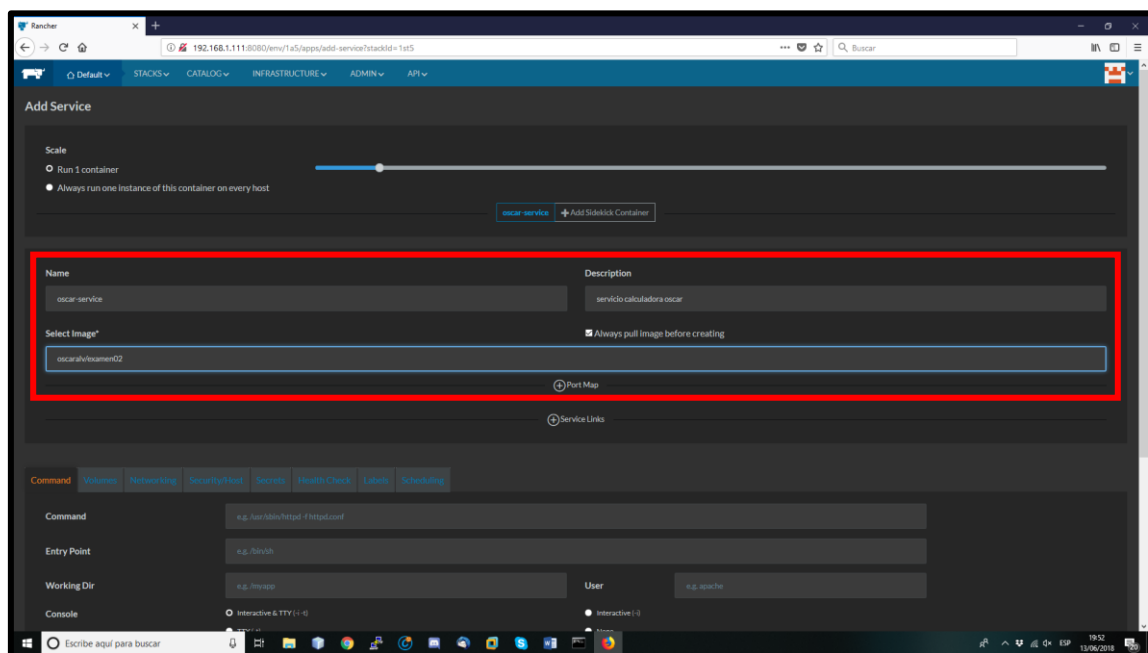 Rancher
192.168.1.111:8080/env/1a5/apps/add-service?stackId=1st5
Buscar
Default STACKS CATALOG INFRASTRUCTURE ADMIN API
Add Service
Scale
Run 1 container
Always run one instance of this container on every host
oscar-service Add Sidekick Container
Name Description
oscar-service servicio calculadora oscar
Select Image* Always pull image before creating
oscaralv/examen02
Port Map
Service Links
Command Volumes Networking Security/Host Secrets Health Check Labels Scheduling
Command e.g. /usr/sbin/httpd -f httpd.conf
Entry Point e.g. /bin/sh
Working Dir e.g. /myapp User e.g. apache
Console Interactive & TTY (-i -t) Interactive (-i)
Escribe aquí para buscar ESP 19:52
13/06/2018